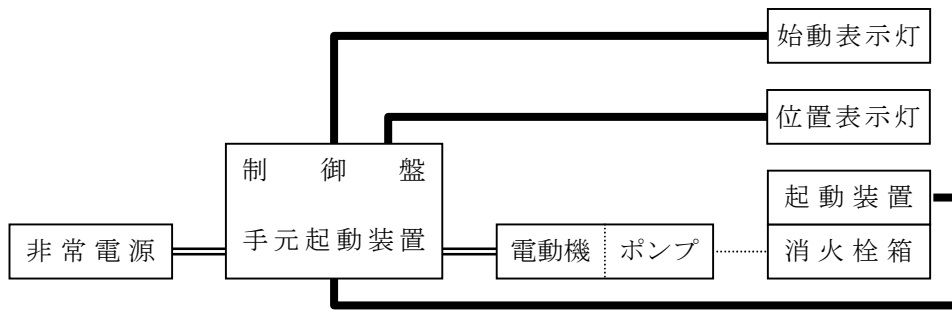 始動表示灯
位置表示灯
制御盤
手元起動装置
非常電源
電動機
ポンプ
起動装置
消火栓箱